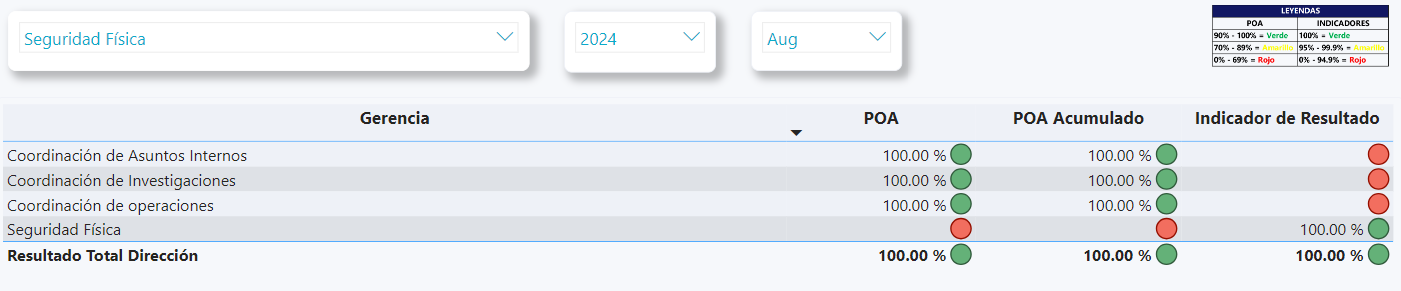 Seguridad Física
2024
Aug
LEYENDAS
POA INDICADORES
90% - 100% = Verde 100% = Verde
70% - 89% = Amarillo 95% - 99.9% = Amarillo
0% - 69% = Rojo 0% - 94.9% = Rojo
Gerencia POA POA Acumulado Indicador de Resultado
Coordinación de Asuntos Internos 100.00 % 100.00 %
Coordinación de Investigaciones 100.00 % 100.00 %
Coordinación de operaciones 100.00 % 100.00 %
Seguridad Física 100.00 %
Resultado Total Dirección 100.00 % 100.00 % 100.00 %